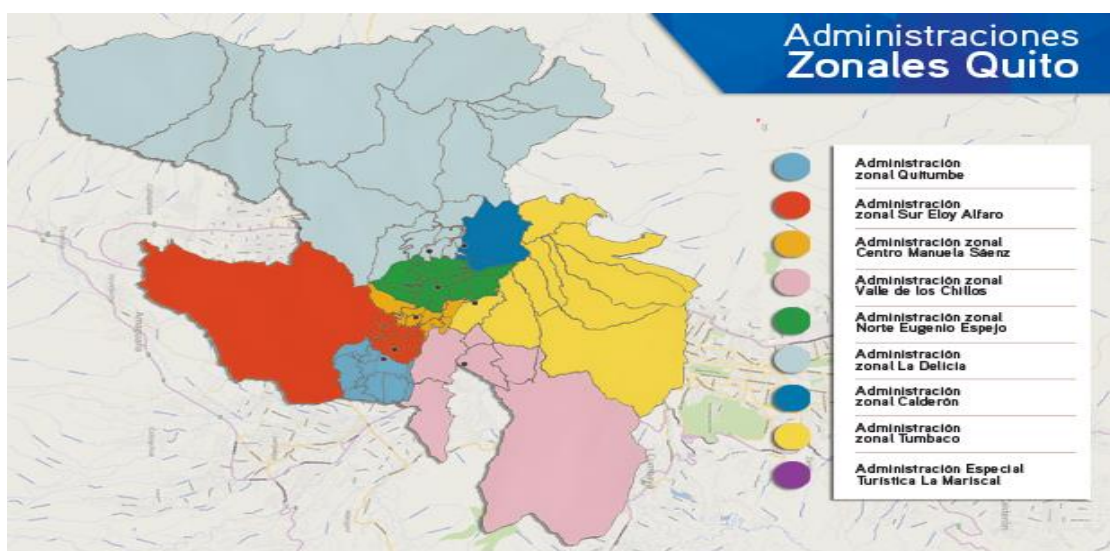 Administraciones
Zonales Quito
Administración
zonal Quitumbe
Administración
zonal Sur Eloy Alfaro
Administración zonal
Centro Manuela Sáenz
Administración zonal
Valle de los Chillos
Administración zonal
Norte Eugenio Espejo
Administración
zonal La Delicia
Administración
zonal Calderón
Administración
zonal Tumbaco
Administración Especial
Turística La Mariscal